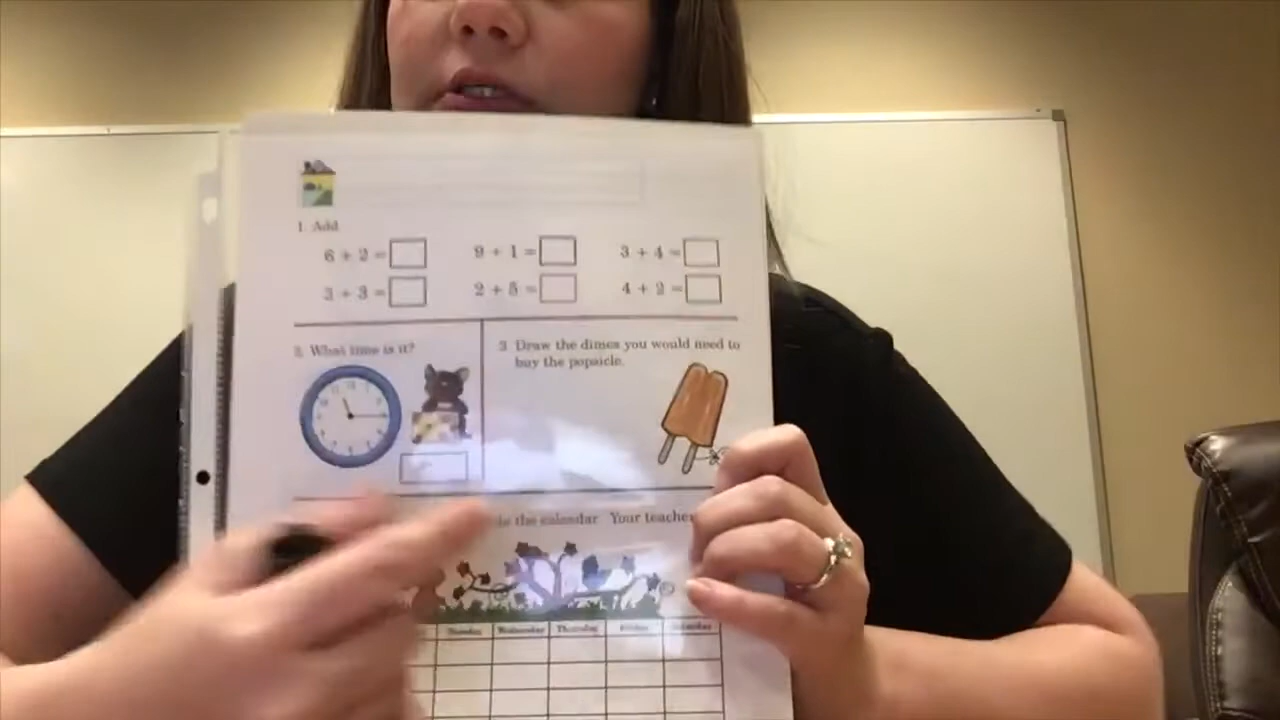 1. Add
6 + 2 = 9 + 1 = 3 + 4 =
3 + 3 = 2 + 5 = 4 + 2 =
2. What time is it?
3 Draw the dimes you would need to
buy the popsicle.
the calendar Your teacher
Wednesday Thursday Friday Saturday